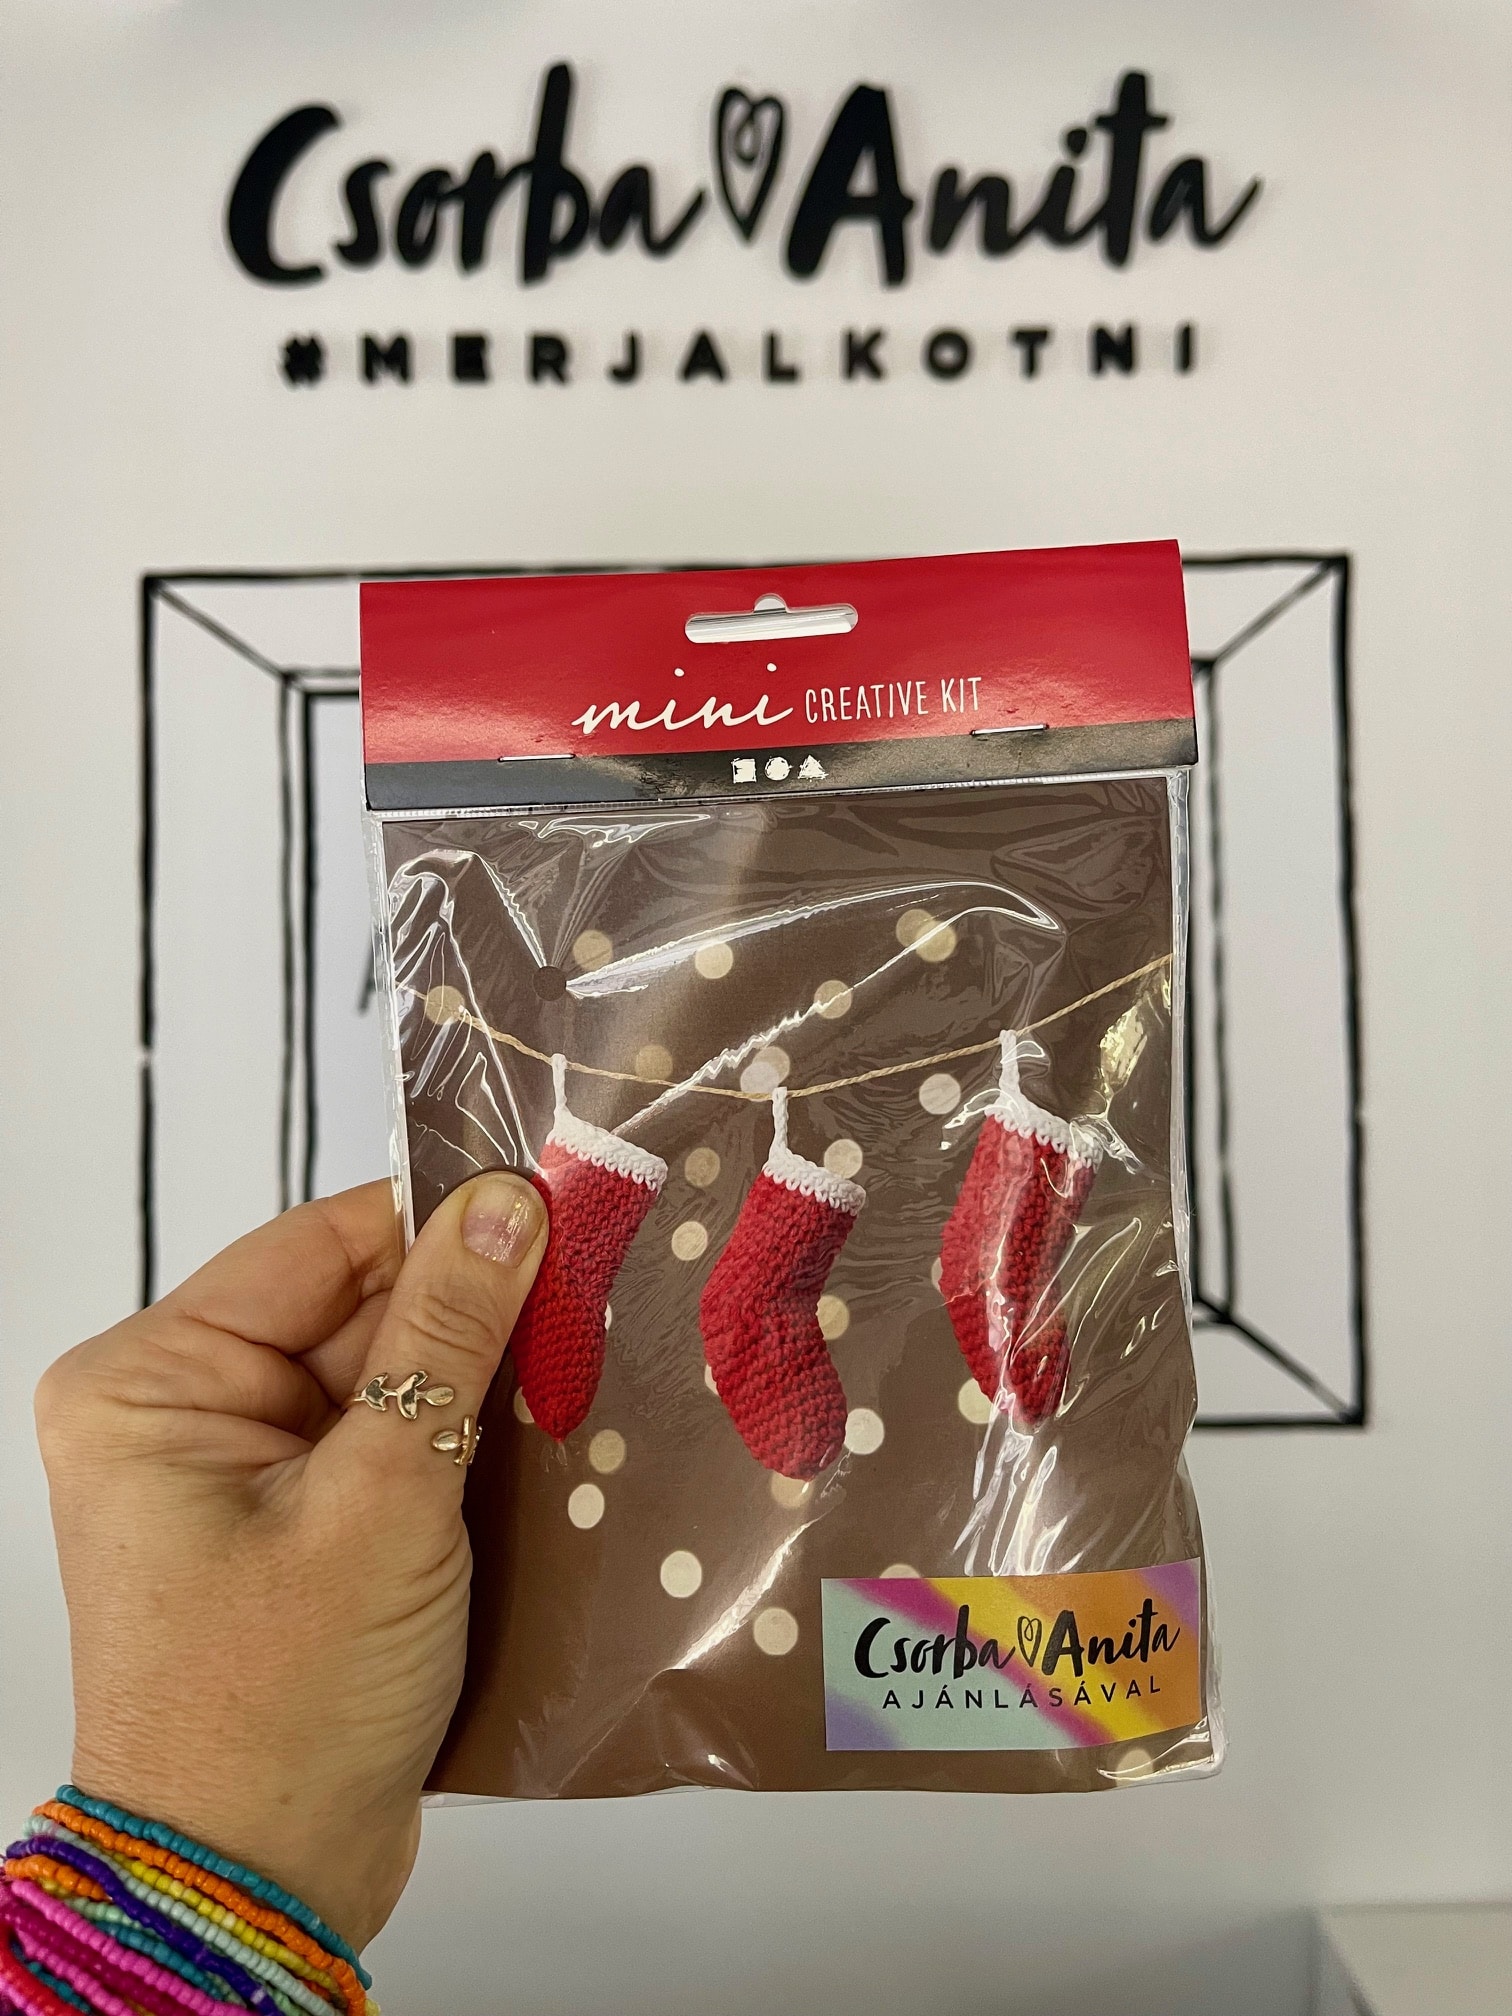 Csorba Anita
#MERJALKOTNI
mini CREATIVE KIT
Csorba Anita
AJÁNLÁSÁVAL